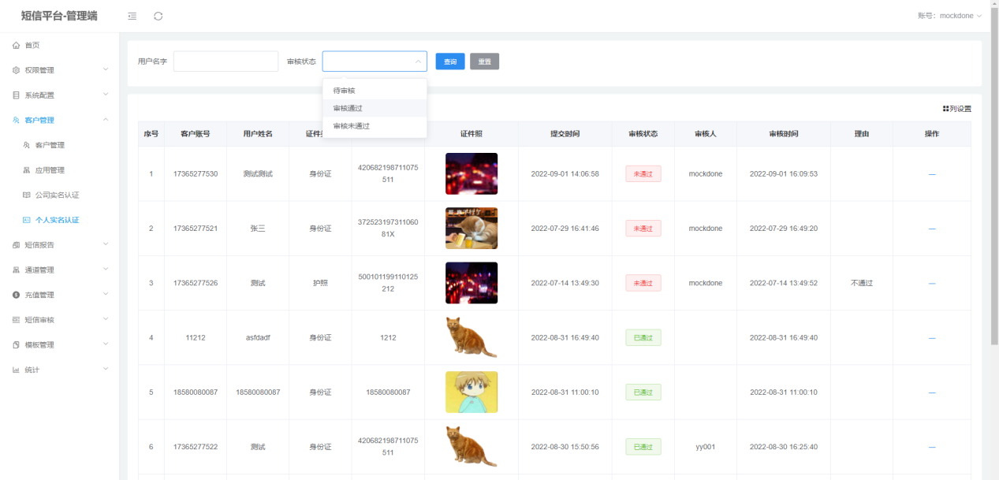 短信平台-管理端
账号：mockdone
首页
权限管理
系统配置
客户管理
客户管理
应用管理
公司实名认证
个人实名认证
短信报告
通道管理
充值管理
短信审核
模板管理
统计
用户名字
审核状态
查询
重置
待审核
审核通过
审核未通过
列设置
序号 客户账号 用户姓名 证件 证件照 提交时间 审核状态 审核人 审核时间 理由 操作
1 17365277530 测试测试 身份证 420682198711075
511 2022-09-01 14:06:58 未通过 mockdone 2022-09-01 16:09:53 —
2 17365277521 张三 身份证 372523197311060
81X 2022-07-29 16:41:46 未通过 mockdone 2022-07-29 16:49:20 —
3 17365277526 测试 护照 500101199110125
212 2022-07-14 13:49:30 未通过 mockdone 2022-07-14 13:49:52 不通过 —
4 11212 asfdadf 身份证 1212 2022-08-31 16:49:40 已通过 2022-08-31 16:49:40 —
5 18580080087 18580080087 身份证 18580080087 2022-08-31 11:00:10 已通过 2022-08-31 11:00:10 —
6 17365277522 测试 身份证 420682198711075
511 2022-08-30 15:50:56 已通过 yy001 2022-08-30 16:25:40 —